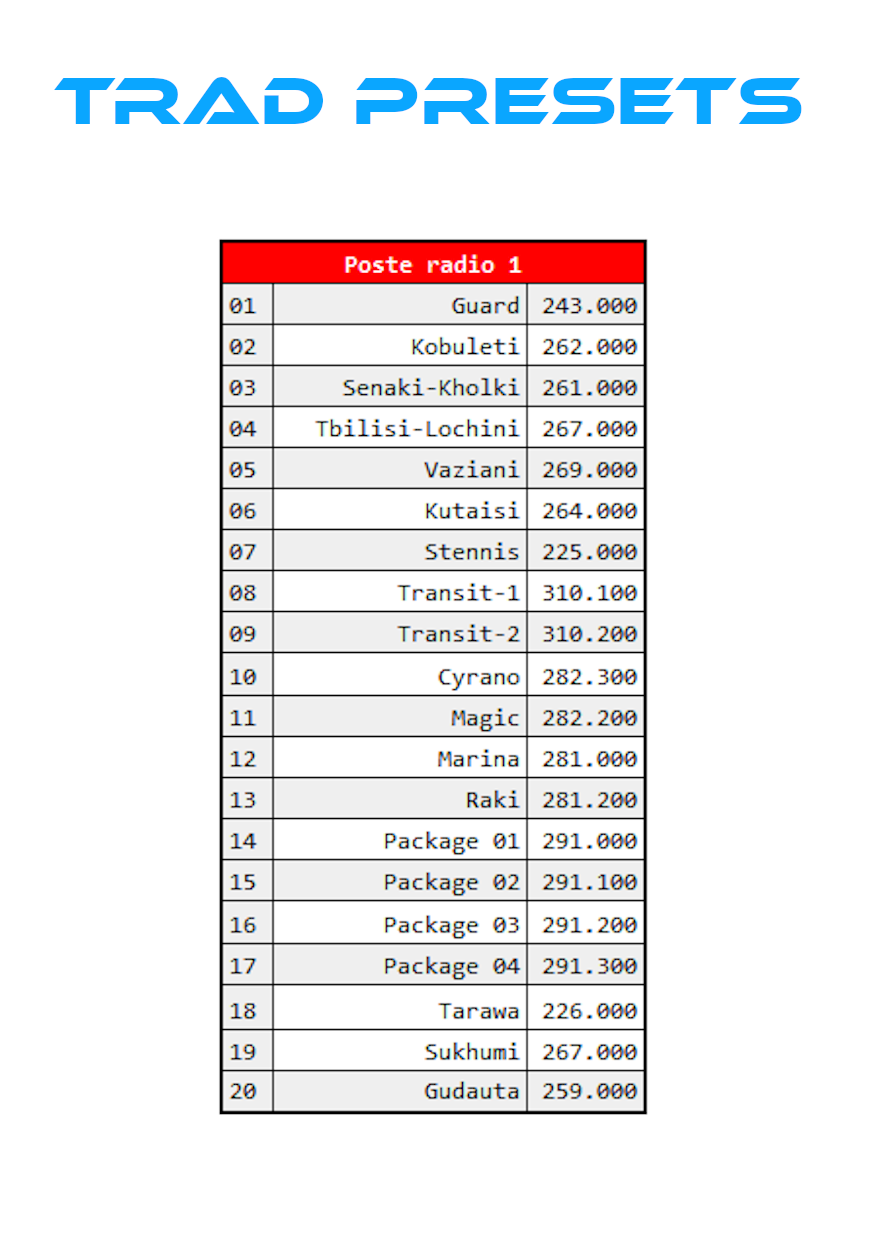 TRAD PRESETS
Poste radio 1
01 Guard 243.000
02 Kobuleti 262.000
03 Senaki-Kholki 261.000
04 Tbilisi-Lochini 267.000
05 Vaziani 269.000
06 Kutaisi 264.000
07 Stennis 225.000
08 Transit-1 310.100
09 Transit-2 310.200
10 Cyrano 282.300
11 Magic 282.200
12 Marina 281.000
13 Raki 281.200
14 Package 01 291.000
15 Package 02 291.100
16 Package 03 291.200
17 Package 04 291.300
18 Tarawa 226.000
19 Sukhumi 267.000
20 Gudauta 259.000